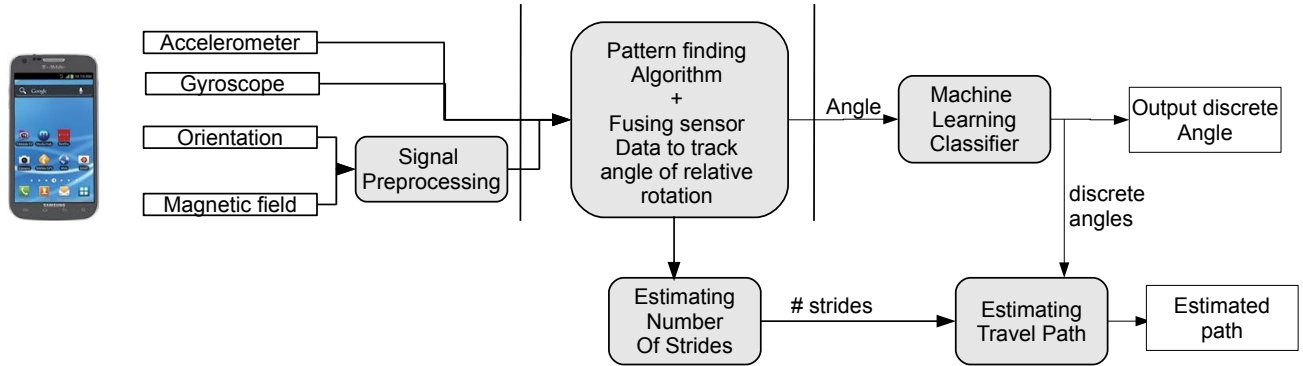 Accelerometer
Gyroscope
Orientation
Magnetic field
Signal
Preprocessing
Pattern finding
Algorithm
+
Fusing sensor
Data to track
angle of relative
rotation
Angle
Machine
Learning
Classifier
Output discrete
Angle
discrete
angles
Estimating
Number
Of Strides
# strides
Estimating
Travel Path
Estimated
path
Google
SAMSUNG